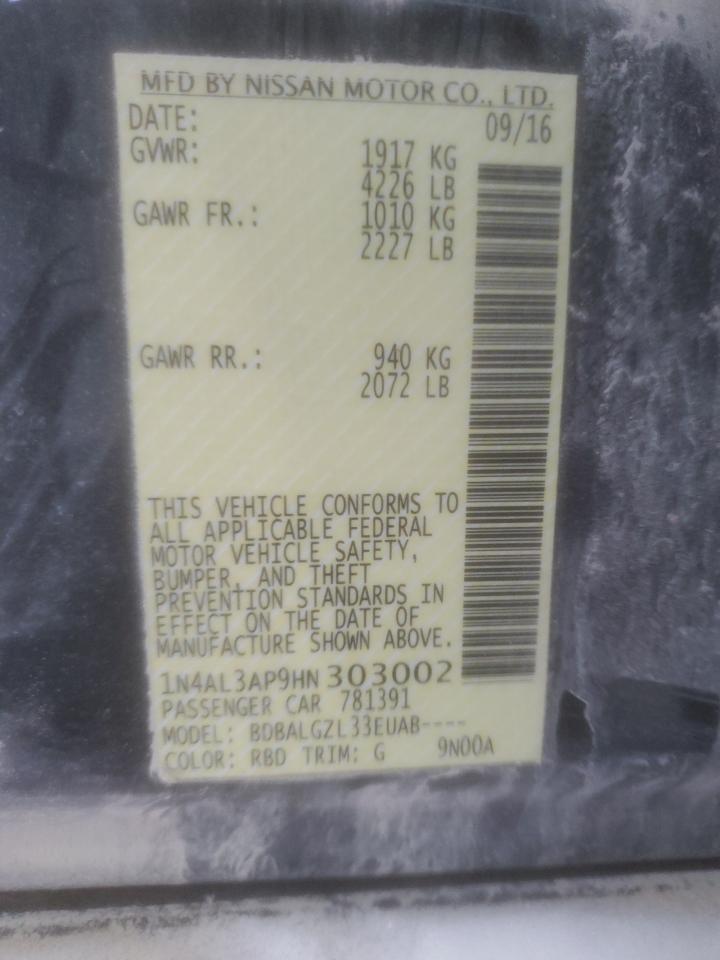 MFD BY NISSAN MOTOR CO., LTD.
DATE: 09/16
GVWR: 1917 KG
4226 LB
GAWR FR.: 1010 KG
2227 LB
GAWR RR.: 940 KG
2072 LB
THIS VEHICLE CONFORMS TO
ALL APPLICABLE FEDERAL
MOTOR VEHICLE SAFETY,
BUMPER, AND THEFT
PREVENTION STANDARDS IN
EFFECT ON THE DATE OF
MANUFACTURE SHOWN ABOVE.
1N4AL3AP9HN303002
PASSENGER CAR 781391
MODEL: BDBALGZL33EUAB----
COLOR: RBD TRIM: G 9N00A